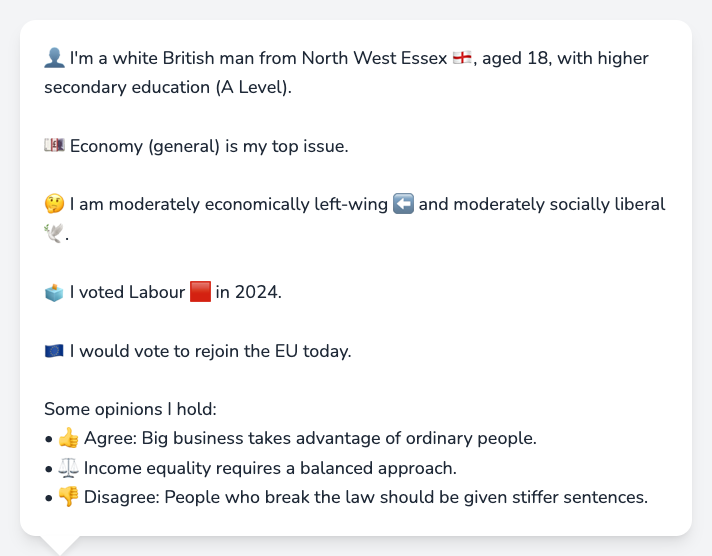 👤 I'm a white British man from North West Essex 🏴󠁧󠁢󠁥󠁮󠁧󠁿, aged 18, with higher
secondary education (A Level).
💷 Economy (general) is my top issue.
🤔 I am moderately economically left-wing ⬅️ and moderately socially liberal
🕊️.
🗳️ I voted Labour 🟥 in 2024.
🇪🇺 I would vote to rejoin the EU today.
Some opinions I hold:
• 👍 Agree: Big business takes advantage of ordinary people.
• ⚖️ Income equality requires a balanced approach.
• 👎 Disagree: People who break the law should be given stiffer sentences.